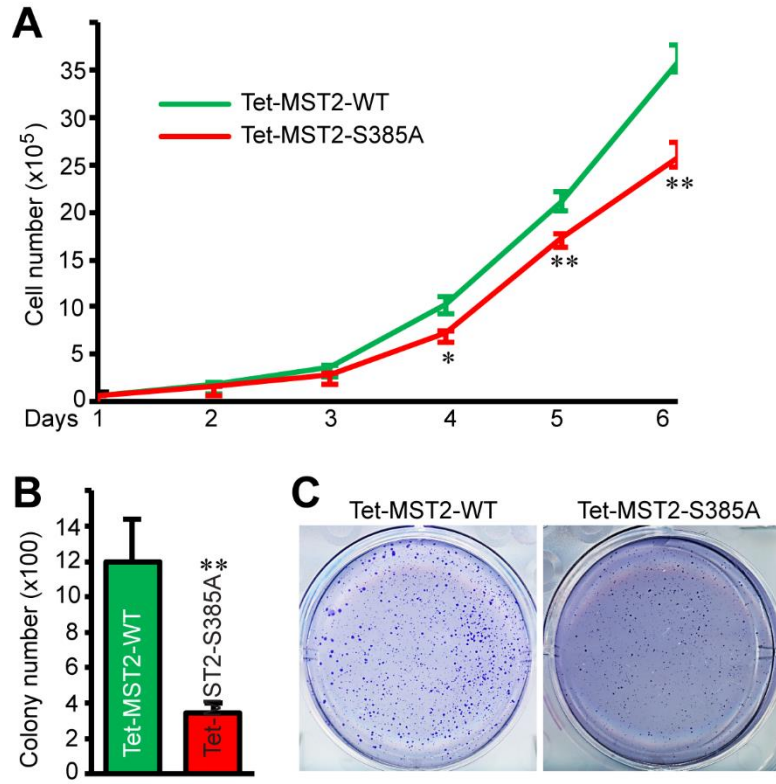 A
Cell number (x10⁵)
35
30
25
20
15
10
5
0
Tet-MST2-WT
Tet-MST2-S385A
*
**
**
Days
1 2 3 4 5 6
B
Colony number (x100)
14
12
10
8
6
4
2
0
Tet-MST2-WT
Tet-MST2-S385A
**
C
Tet-MST2-WT Tet-MST2-S385A